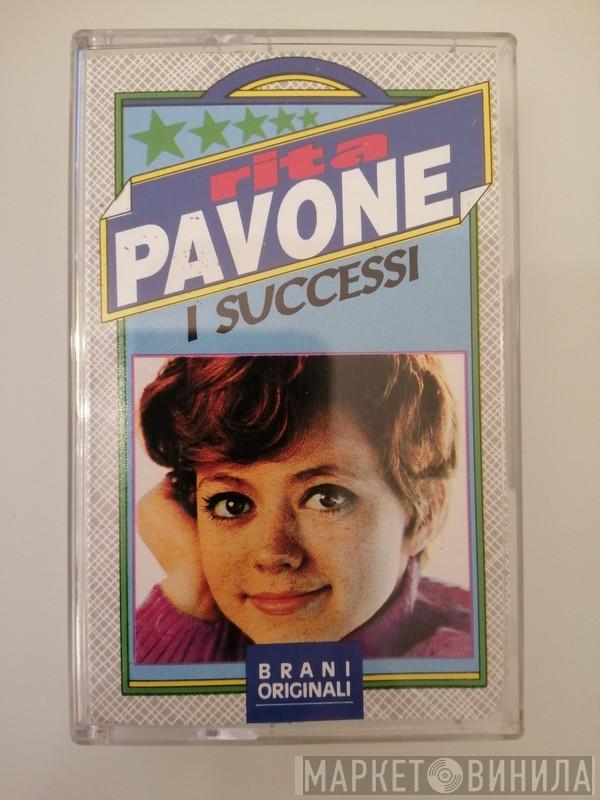 rita
PAVONE
I SUCCESSI
BRANI
ORIGINALI
МАРКЕТ ВИНИЛА